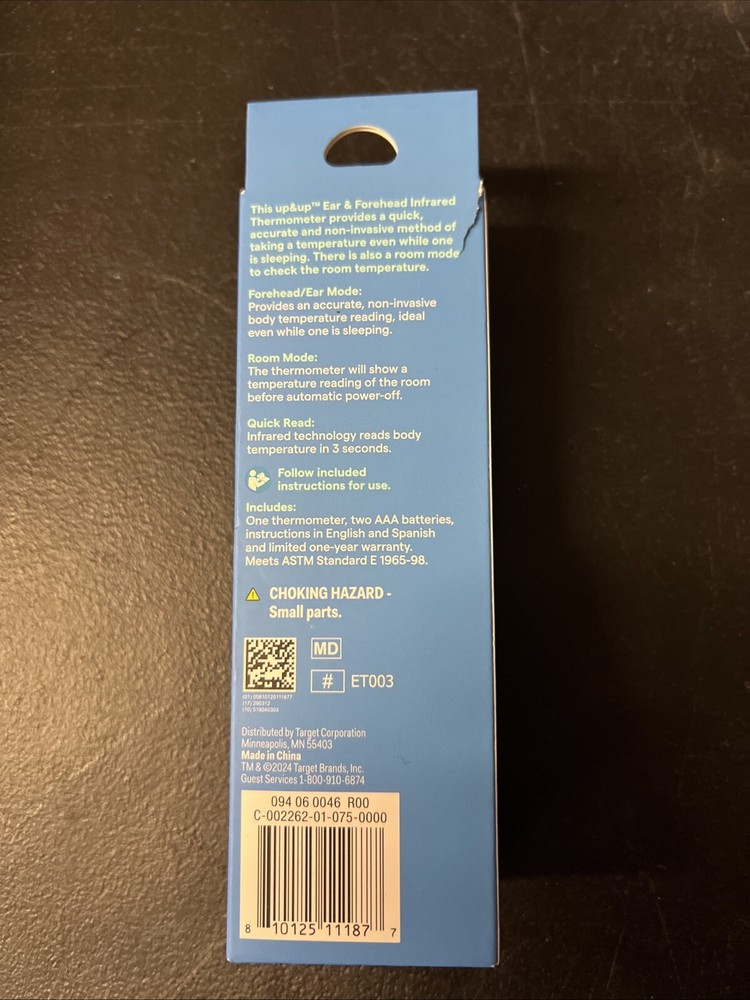 This up&up™ Ear & Forehead Infrared
Thermometer provides a quick,
accurate and non-invasive method of
taking a temperature even while one
is sleeping. There is also a room mode
to check the room temperature.
Forehead/Ear Mode:
Provides an accurate, non-invasive
body temperature reading, ideal
even while one is sleeping.
Room Mode:
The thermometer will show a
temperature reading of the room
before automatic power-off.
Quick Read:
Infrared technology reads body
temperature in 3 seconds.
Follow included
instructions for use.
Includes:
One thermometer, two AAA batteries,
instructions in English and Spanish
and limited one-year warranty.
Meets ASTM Standard E 1965-98.
CHOKING HAZARD -
Small parts.
MD
# ET003
(01) 00810125111877
(17) 290312
Distributed by Target Corporation
Minneapolis, MN 55403
Made in China
TM & ©2024 Target Brands, Inc.
Guest Services 1-800-910-6874
094 06 0046 R00
C-002262-01-075-0000
8 10125 11187 7